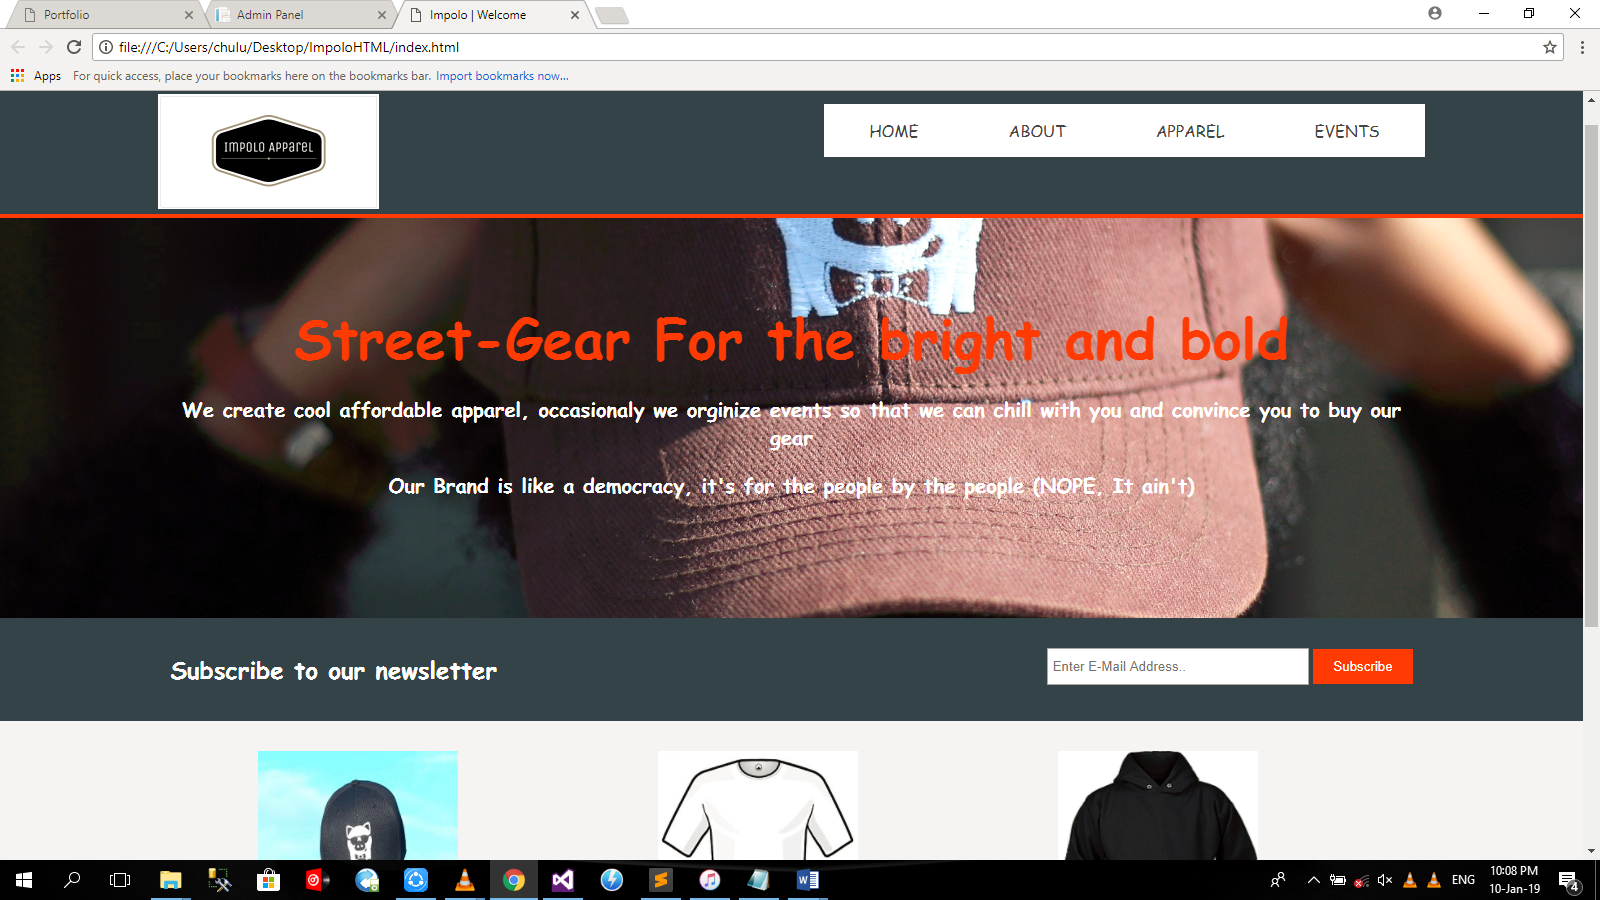 Portfolio
Admin Panel
Impolo | Welcome
file:///C:/Users/chulu/Desktop/ImpoloHTML/index.html
Apps
For quick access, place your bookmarks here on the bookmarks bar. Import bookmarks now...
IMPOLO APPAREL
HOME
ABOUT
APPAREL
EVENTS
Street-Gear For the bright and bold
We create cool affordable apparel, occasionaly we orginize events so that we can chill with you and convince you to buy our
gear
Our Brand is like a democracy, it's for the people by the people (NOPE, It ain't)
Subscribe to our newsletter
Enter E-Mail Address..
Subscribe
ENG
10:08 PM
10-Jan-19
4